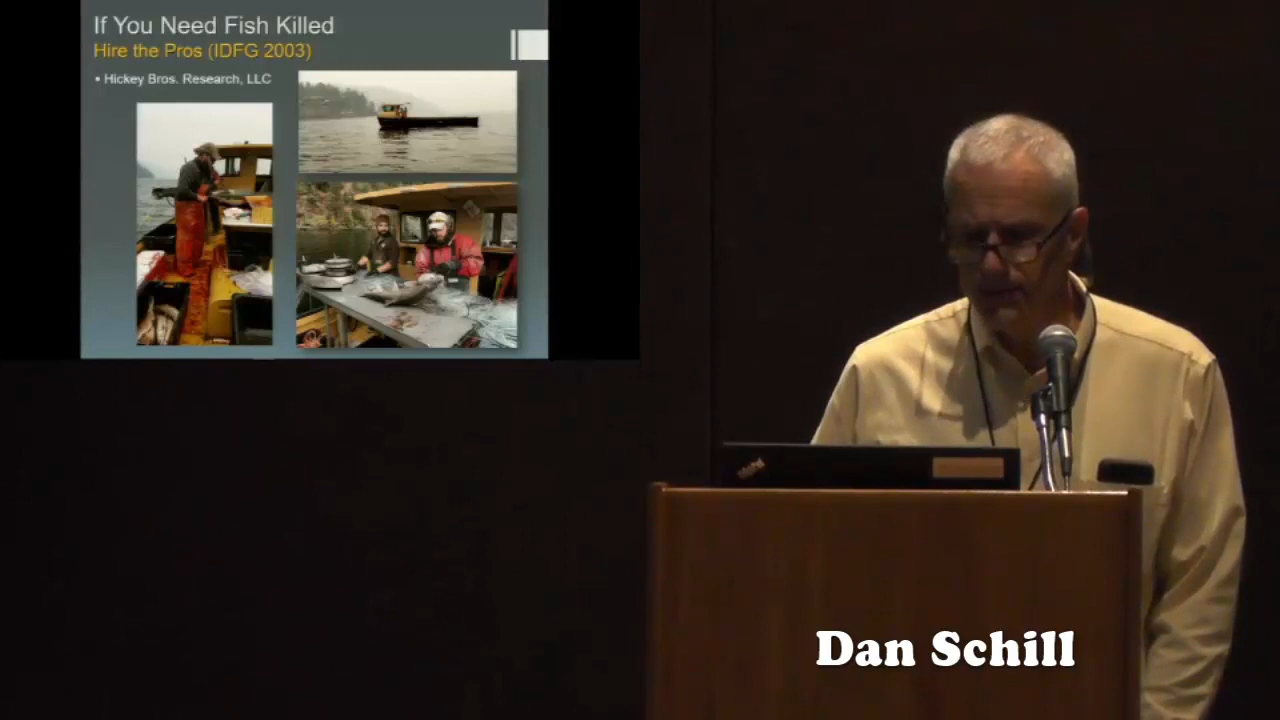 If You Need Fish Killed
Hire the Pros (IDFG 2003)
• Hickey Bros. Research, LLC
Dan Schill